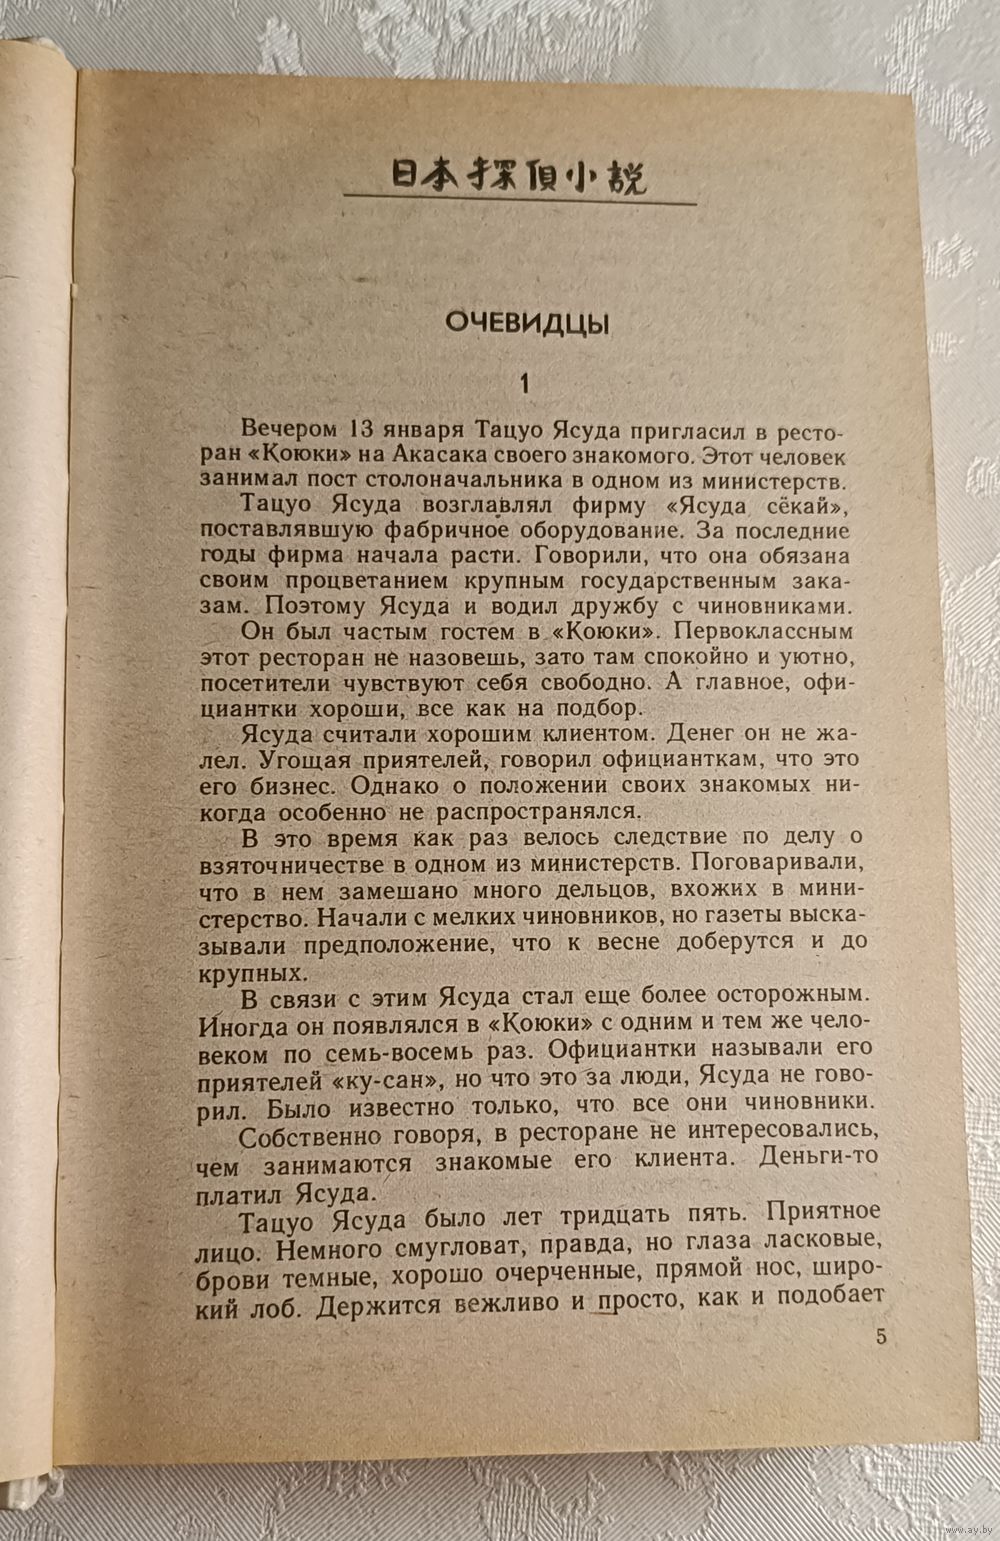 日本探偵小説
ОЧЕВИДЦЫ
1
Вечером 13 января Тацуо Ясуда пригласил в ресто-
ран «Коюки» на Акасака своего знакомого. Этот человек
занимал пост столоначальника в одном из министерств.
Тацуо Ясуда возглавлял фирму «Ясуда сёкай»,
поставлявшую фабричное оборудование. За последние
годы фирма начала расти. Говорили, что она обязана
своим процветанием крупным государственным зака-
зам. Поэтому Ясуда и водил дружбу с чиновниками.
Он был частым гостем в «Коюки». Первоклассным
этот ресторан не назовешь, зато там спокойно и уютно,
посетители чувствуют себя свободно. А главное, офи-
циантки хороши, все как на подбор.
Ясуда считали хорошим клиентом. Денег он не жа-
лел. Угощая приятелей, говорил официанткам, что это
его бизнес. Однако о положении своих знакомых ни-
когда особенно не распространялся.
В это время как раз велось следствие по делу о
взяточничестве в одном из министерств. Поговаривали,
что в нем замешано много дельцов, вхожих в мини-
стерство. Начали с мелких чиновников, но газеты выска-
зывали предположение, что к весне доберутся и до
крупных.
В связи с этим Ясуда стал еще более осторожным.
Иногда он появлялся в «Коюки» с одним и тем же чело-
веком по семь-восемь раз. Официантки называли его
приятелей «ку-сан», но что это за люди, Ясуда не гово-
рил. Было известно только, что все они чиновники.
Собственно говоря, в ресторане не интересовались,
чем занимаются знакомые его клиента. Деньги-то
платил Ясуда.
Тацуо Ясуда было лет тридцать пять. Приятное
лицо. Немного смугловат, правда, но глаза ласковые,
брови темные, хорошо очерченные, прямой нос, широ-
кий лоб. Держится вежливо и просто, как и подобает
5
www.ay.by